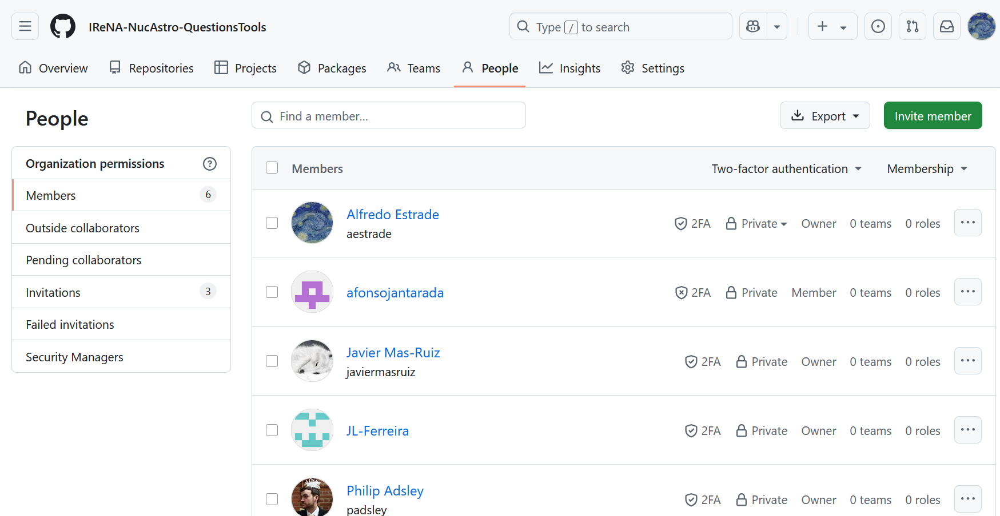 IReNA-NucAstro-QuestionsTools
Type / to search
Overview
Repositories
Projects
Packages
Teams
People
Insights
Settings
People
Find a member...
Export
Invite member
Organization permissions
Members 6
Outside collaborators
Pending collaborators
Invitations 3
Failed invitations
Security Managers
Members Two-factor authentication Membership
Alfredo Estrade
aestrade
2FA Private Owner 0 teams 0 roles
afonsojantarada
2FA Private Member 0 teams 0 roles
Javier Mas-Ruiz
javiermasruiz
2FA Private Owner 0 teams 0 roles
JL-Ferreira
2FA Private Owner 0 teams 0 roles
Philip Adsley
padsley
2FA Private Owner 0 teams 0 roles